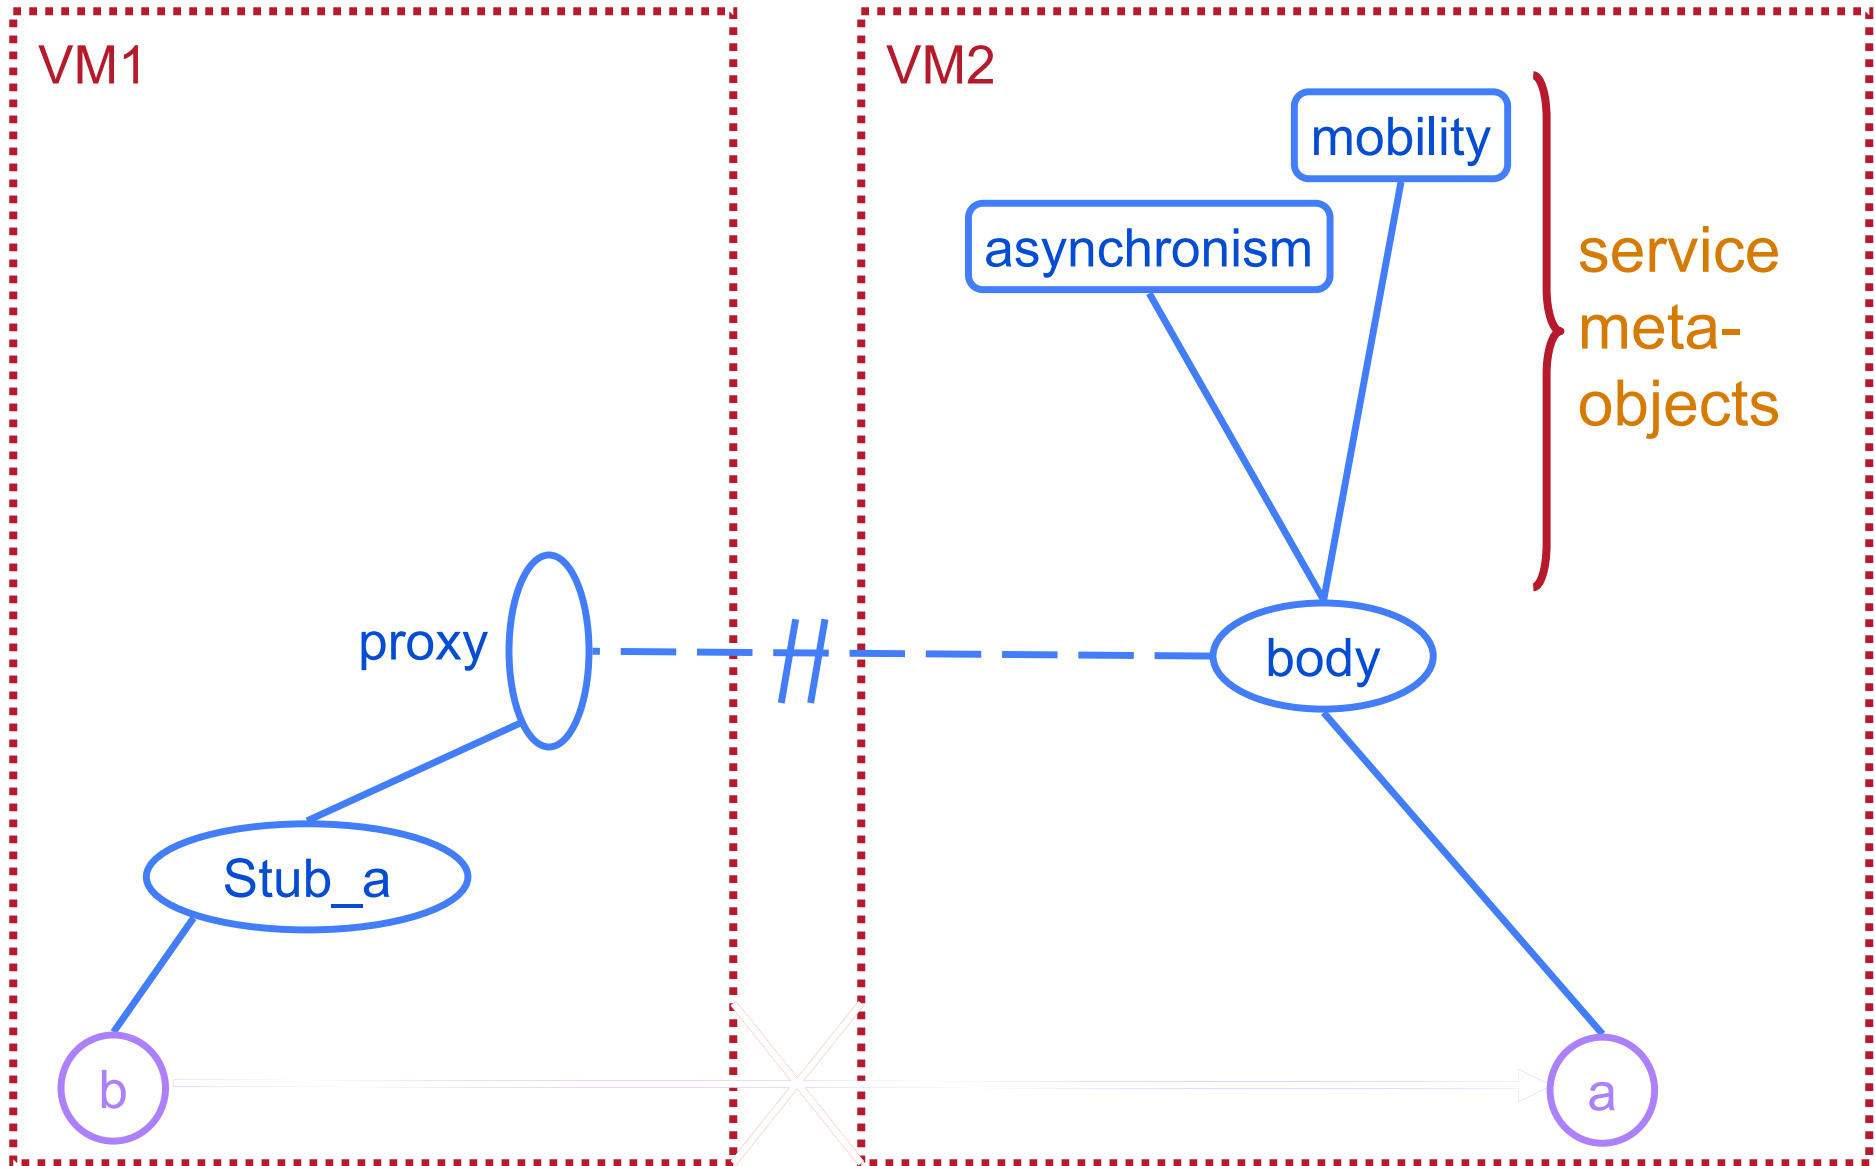 VM1
VM2
mobility
asynchronism
service
meta-
objects
proxy
body
Stub_a
b
a